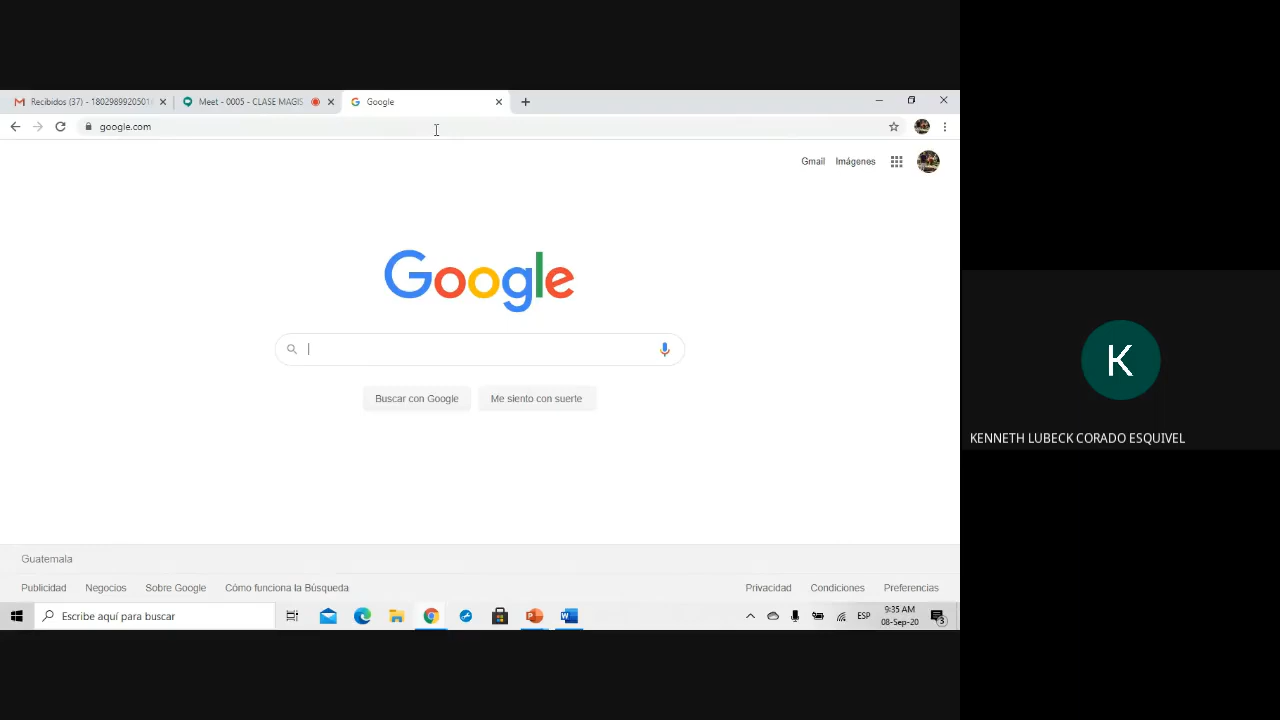 Recibidos (37) - 1802989920501
Meet - 0005 - CLASE MAGIS
Google
google.com
Gmail
Imágenes
Google
Buscar con Google
Me siento con suerte
K
KENNETH LUBECK CORADO ESQUIVEL
Guatemala
Publicidad
Negocios
Sobre Google
Cómo funciona la Búsqueda
Privacidad
Condiciones
Preferencias
Escribe aquí para buscar
ESP
9:35 AM
08-Sep-20
3